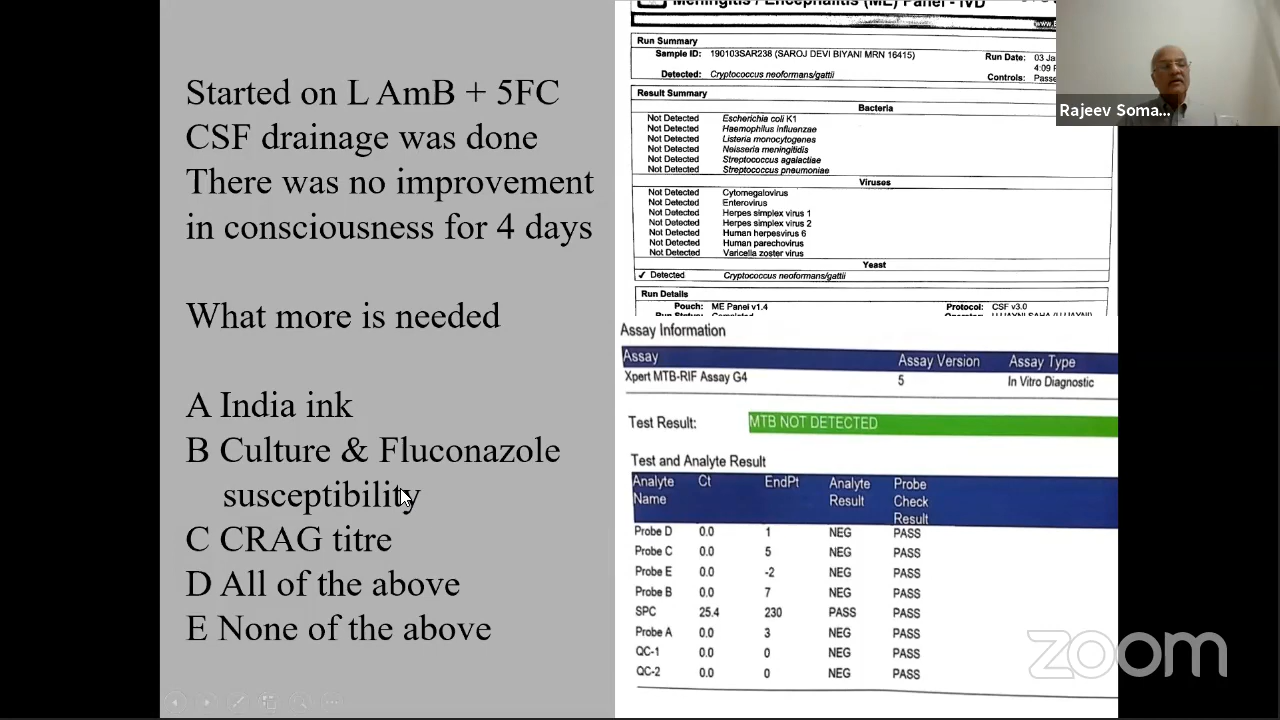 Started on L AmB + 5FC
CSF drainage was done
There was no improvement
in consciousness for 4 days
What more is needed
A India ink
B Culture & Fluconazole
susceptibility
C CRAG titre
D All of the above
E None of the above
Meningitis / Encephalitis (ME) Panel - IVD
Run Summary
Sample ID: 190103SAR238 (SAROJ DEVI BIYANI MRN 16415) Run Date: 03 Ja
4:09 P
Detected: Cryptococcus neoformans/gattii Controls: Passe
Result Summary
Bacteria
Not Detected Escherichia coli K1
Not Detected Haemophilus influenzae
Not Detected Listeria monocytogenes
Not Detected Neisseria meningitidis
Not Detected Streptococcus agalactiae
Not Detected Streptococcus pneumoniae
Viruses
Not Detected Cytomegalovirus
Not Detected Enterovirus
Not Detected Herpes simplex virus 1
Not Detected Herpes simplex virus 2
Not Detected Human herpesvirus 6
Not Detected Human parechovirus
Not Detected Varicella zoster virus
Yeast
✓ Detected Cryptococcus neoformans/gattii
Run Details
Pouch: ME Panel v1.4 Protocol: CSF v3.0
Assay Information
Assay Assay Version Assay Type
Xpert MTB-RIF Assay G4 5 In Vitro Diagnostic
Test Result: MTB NOT DETECTED
Test and Analyte Result
Analyte Ct EndPt Analyte Probe
Name Result Check
Result
Probe D 0.0 1 NEG PASS
Probe C 0.0 5 NEG PASS
Probe E 0.0 -2 NEG PASS
Probe B 0.0 7 NEG PASS
SPC 25.4 230 PASS PASS
Probe A 0.0 3 NEG PASS
QC-1 0.0 0 NEG PASS
QC-2 0.0 0 NEG PASS
Rajeev Soma...
zoom